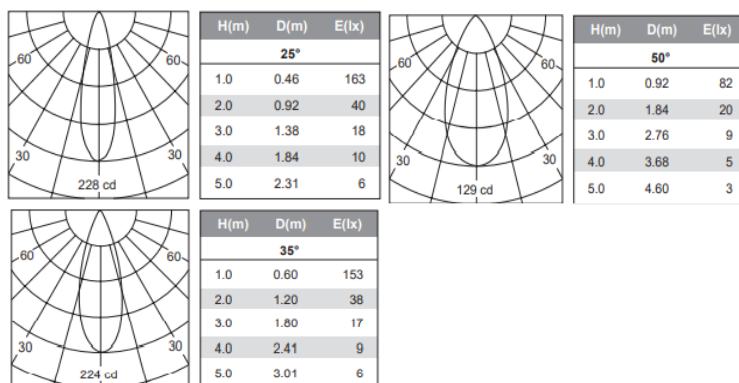 60 60
30 30
228 cd
H(m) D(m) E(lx)
25°
1.0 0.46 163
2.0 0.92 40
3.0 1.38 18
4.0 1.84 10
5.0 2.31 6
60 60
30 30
129 cd
H(m) D(m) E(lx)
50°
1.0 0.92 82
2.0 1.84 20
3.0 2.76 9
4.0 3.68 5
5.0 4.60 3
60 60
30 30
224 cd
H(m) D(m) E(lx)
35°
1.0 0.60 153
2.0 1.20 38
3.0 1.80 17
4.0 2.41 9
5.0 3.01 6